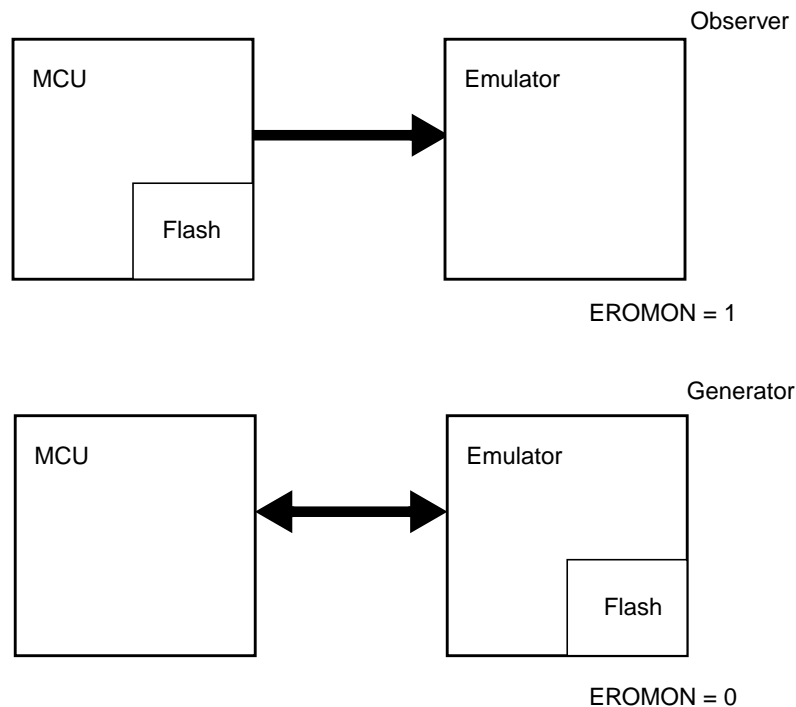 Observer
MCU
Emulator
Flash
EROMON = 1
Generator
MCU
Emulator
Flash
EROMON = 0